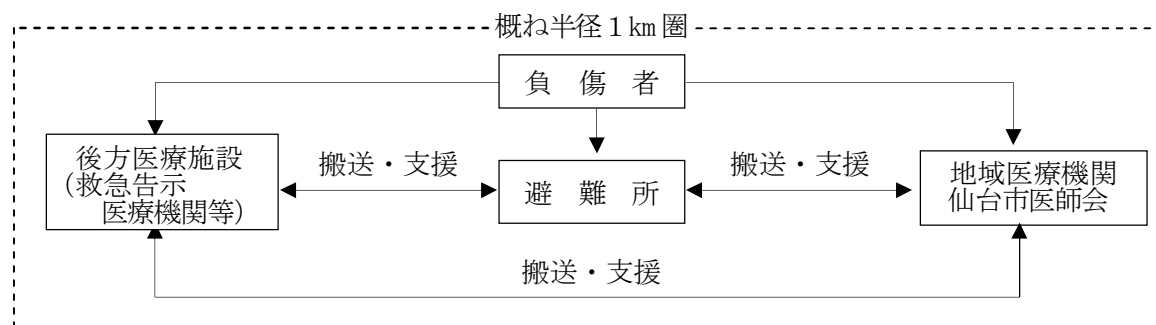 概ね半径１km圏
負傷者
後方医療施設
（救急告示
医療機関等）
搬送・支援
避難所
搬送・支援
地域医療機関
仙台市医師会
搬送・支援